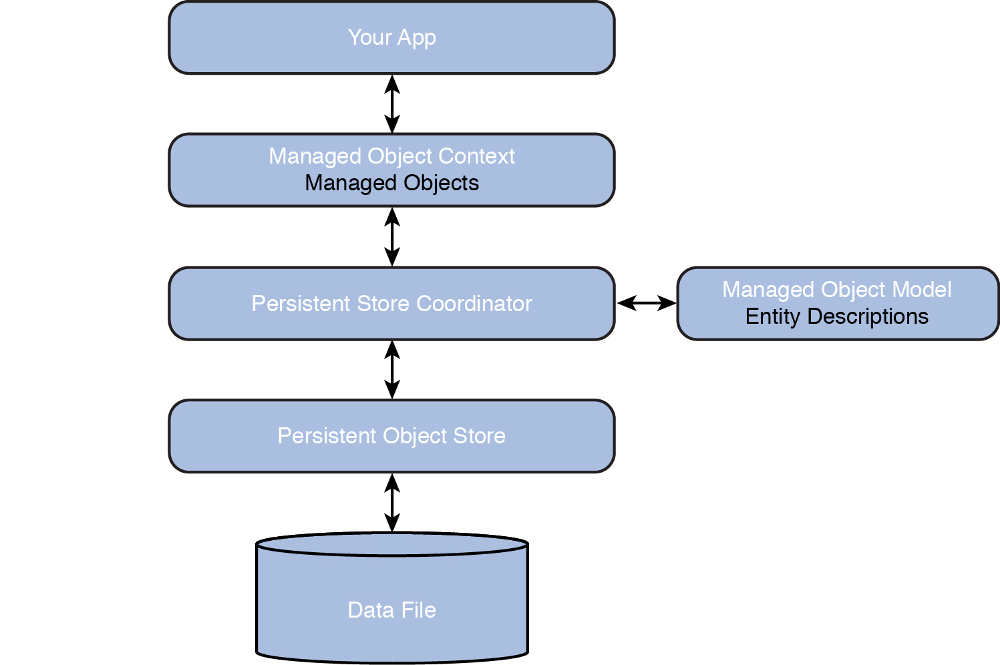 Your App
Managed Object Context
Managed Objects
Persistent Store Coordinator
Managed Object Model
Entity Descriptions
Persistent Object Store
Data File